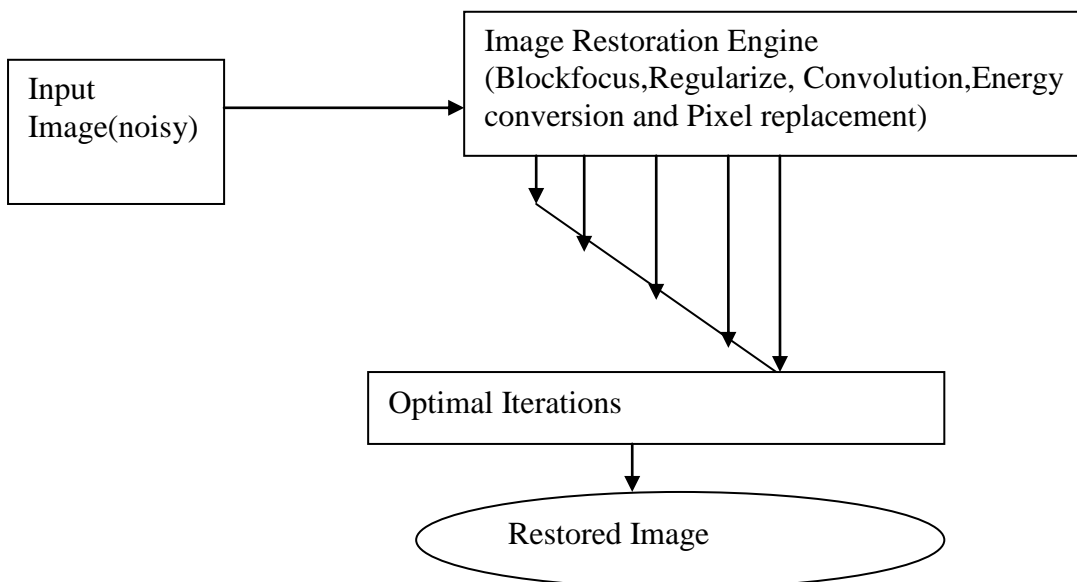 Input
Image(noisy)
Image Restoration Engine
(Blockfocus,Regularize, Convolution,Energy
conversion and Pixel replacement)
Optimal Iterations
Restored Image